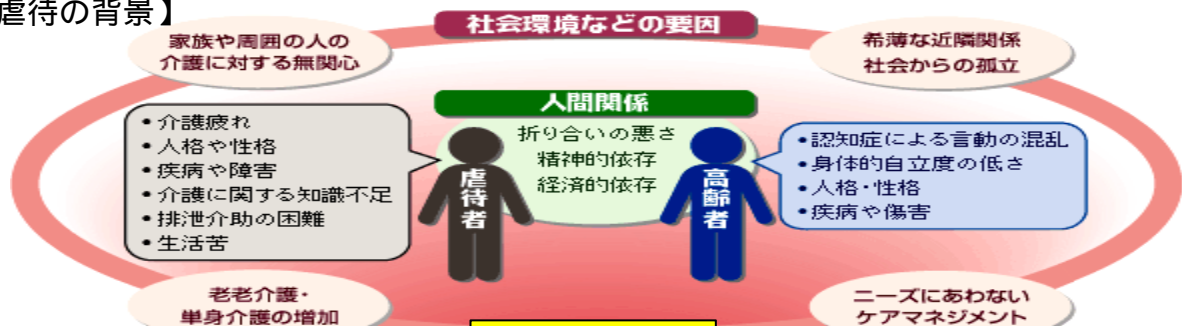 虐待の背景】
社会環境などの要因
家族や周囲の人の
介護に対する無関心
希薄な近隣関係
社会からの孤立
人間関係
折り合いの悪さ
精神的依存
経済的依存
•介護疲れ
•人格や性格
•疾病や障害
•介護に関する知識不足
•排泄介助の困難
•生活苦
虐待者
高齢者
•認知症による言動の混乱
•身体的自立度の低さ
•人格・性格
•疾病や傷害
老老介護・
単身介護の増加
ニーズにあわない
ケアマネジメント